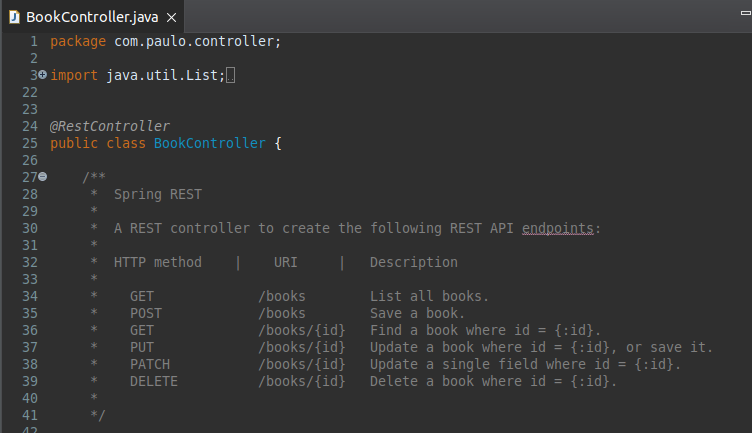 BookController.java
1 package com.paulo.controller;
2
3 import java.util.List;
22
23
24 @RestController
25 public class BookController {
26
27 /**
28 * Spring REST
29 *
30 * A REST controller to create the following REST API endpoints:
31 *
32 * HTTP method | URI | Description
33 *
34 * GET /books List all books.
35 * POST /books Save a book.
36 * GET /books/{id} Find a book where id = {:id}.
37 * PUT /books/{id} Update a book where id = {:id}, or save it.
38 * PATCH /books/{id} Update a single field where id = {:id}.
39 * DELETE /books/{id} Delete a book where id = {:id}.
40 *
41 */
42